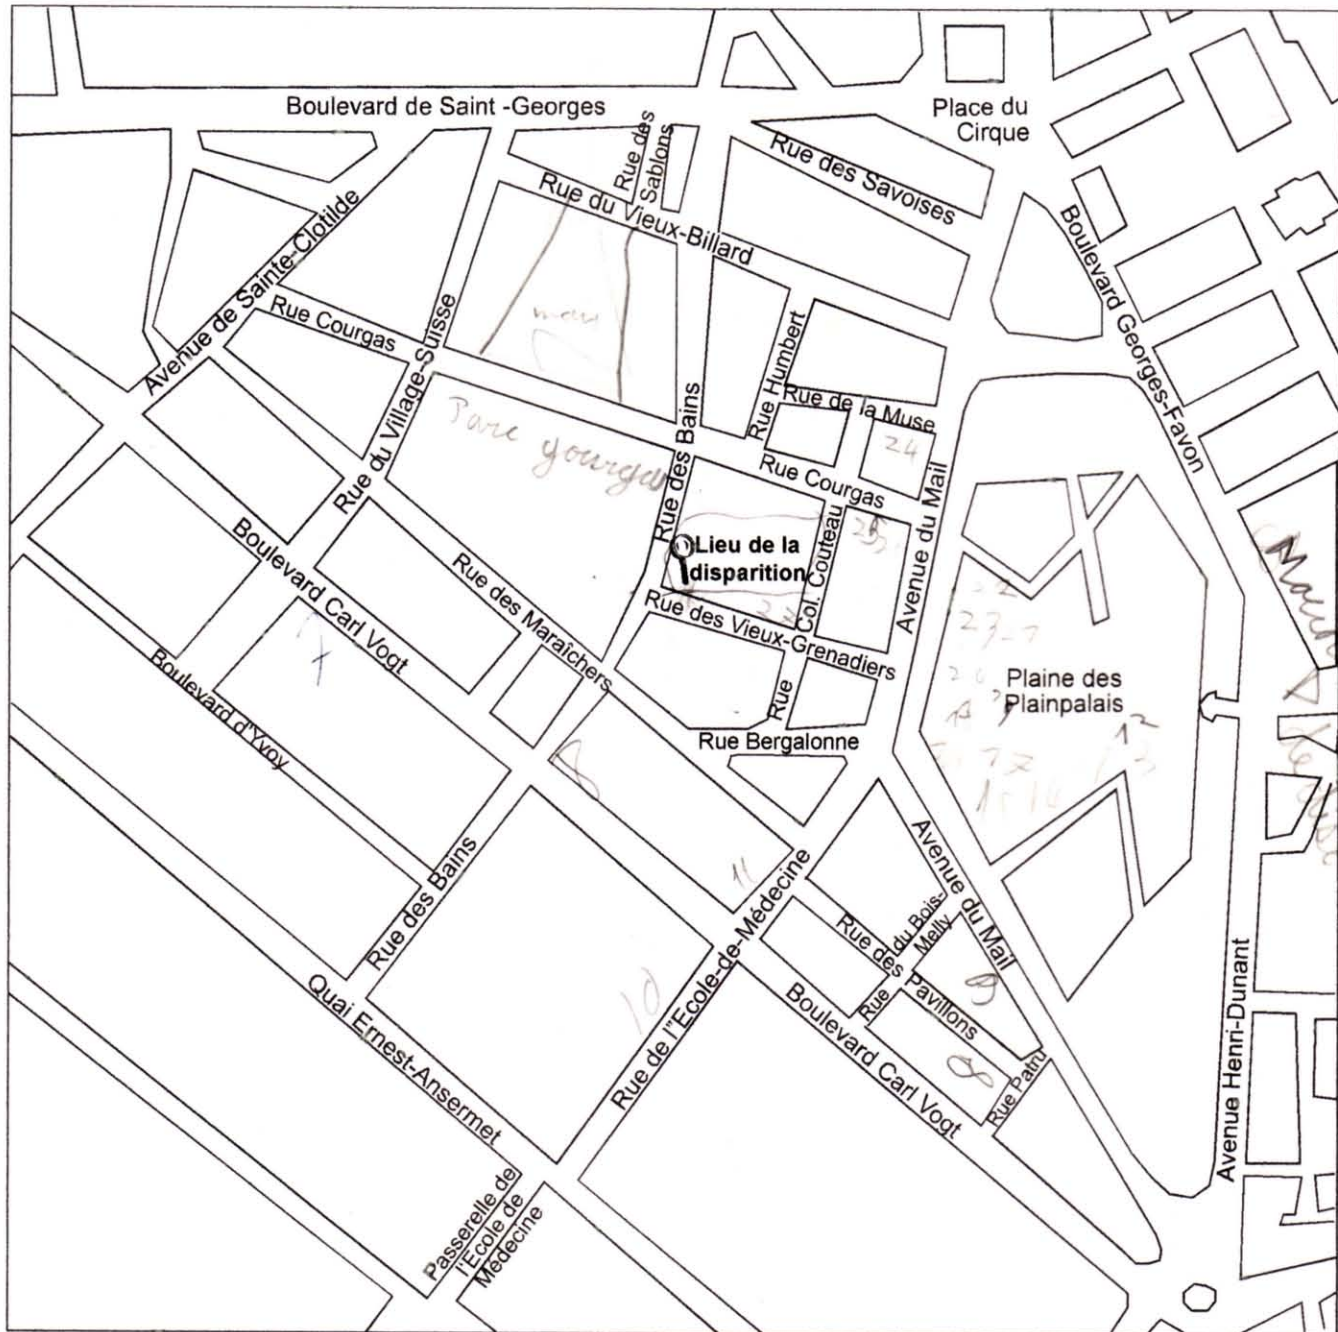 Boulevard de Saint -Georges
Place du
Cirque
Rue des
Sablons
Rue des Savoises
Rue du Vieux-Billard
Boulevard Georges-Favon
Avenue de Sainte-Clotilde
Rue Courgas
Rue du Village-Suisse
Rue des Bains
Rue Humbert
Rue de la Muse
24
Parc
Rue Courgas
Avenue du Mail
Lieu de la
disparition
Col. Couteau
Rue
Rue des Vieux-Grenadiers
Boulevard Carl Vogt
Rue des Maraîchers
Boulevard d'Yvoy
Plaine des
Plainpalais
Rue Bergalonne
8
11
10
Rue des Bains
Rue de l"Ecole-de-Médecine
Avenue du Mail
Rue du Bois-
Melly
Rue des Pavillons
8
Rue Patru
Boulevard Carl Vogt
Avenue Henri-Dunant
Quai Ernest-Ansermet
Passerelle de
l'Ecole de
Médecine